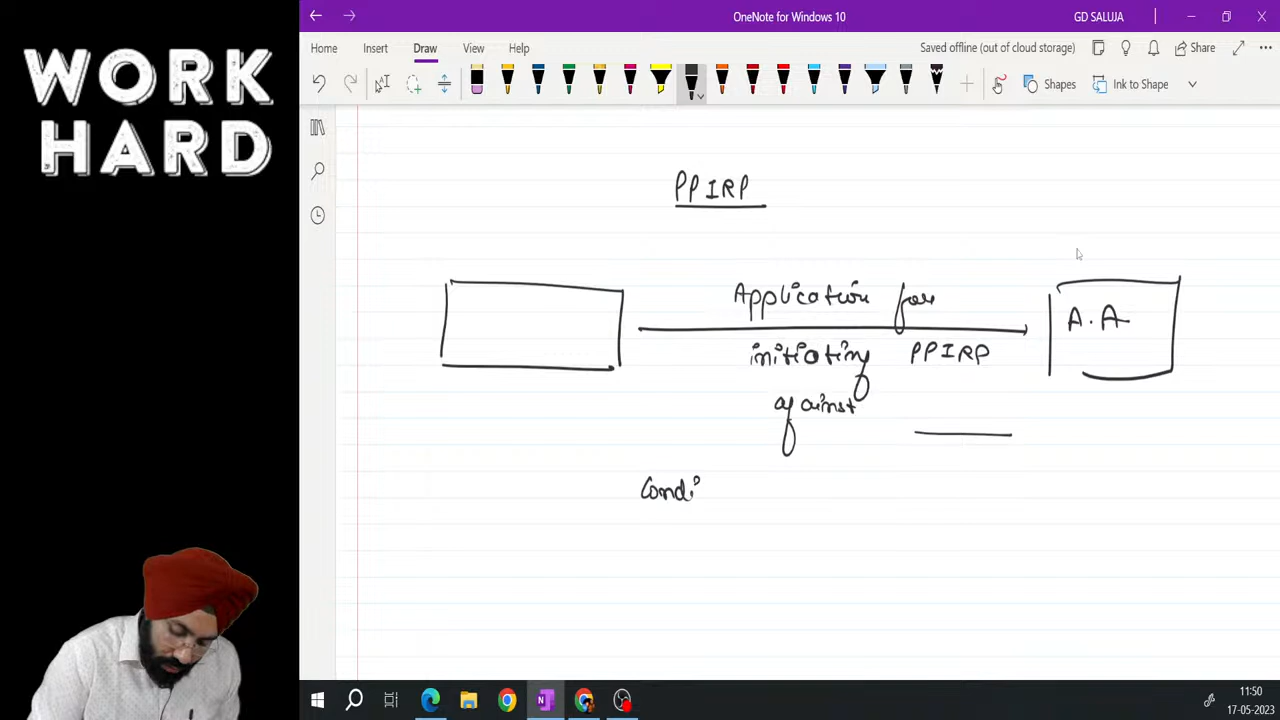 WORK
HARD
OneNote for Windows 10
GD SALUJA
Home Insert Draw View Help
Saved offline (out of cloud storage)
Share
Shapes
Ink to Shape
PPIRP
Application for
initiating PPIRP
against
A.A
Condi
11:50
17-05-2023